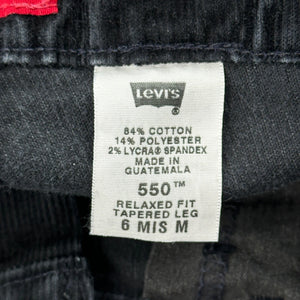 Levi's
®
84% COTTON
14% POLYESTER
2% LYCRA® SPANDEX
MADE IN
GUATEMALA
550™
RELAXED FIT
TAPERED LEG
6 MIS M